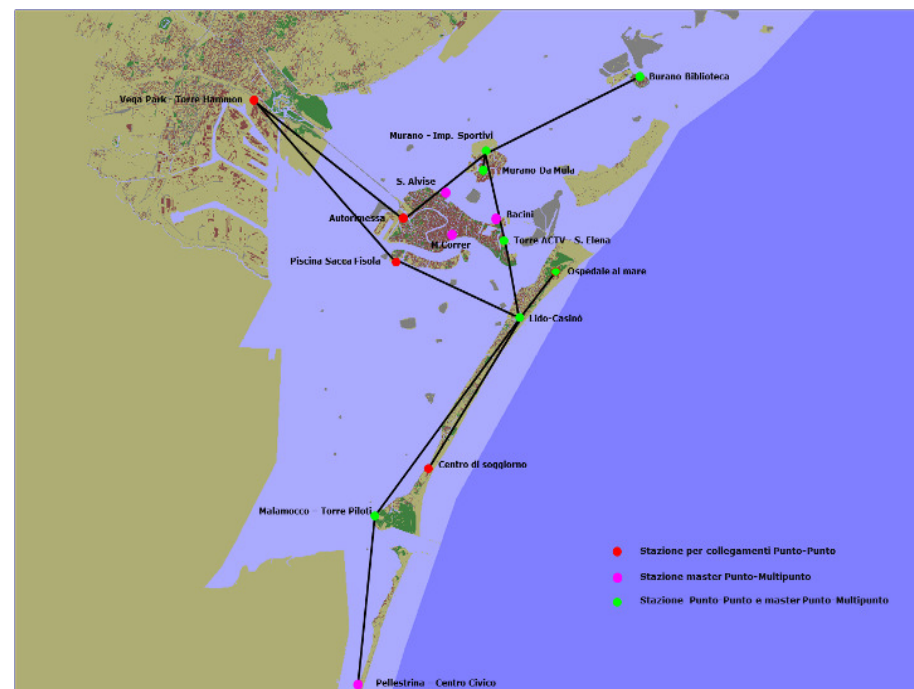 Burano Biblioteca
Vega Park - Torre Hammon
Murano - Imp. Sportivi
Murano Da Mula
S. Alvise
Autorimessa
Bacini
M.Correr
Torre ACTV - S. Elena
Piscina Sacca Fisola
Ospedale al mare
Lido-Casinó
Centro di soggiorno
Malamocco - Torre Piloti
Stazione per collegamenti Punto-Punto
Stazione master Punto-Multipunto
Stazione Punto Punto e master Punto Multipunto
Pellestrina - Centro Civico